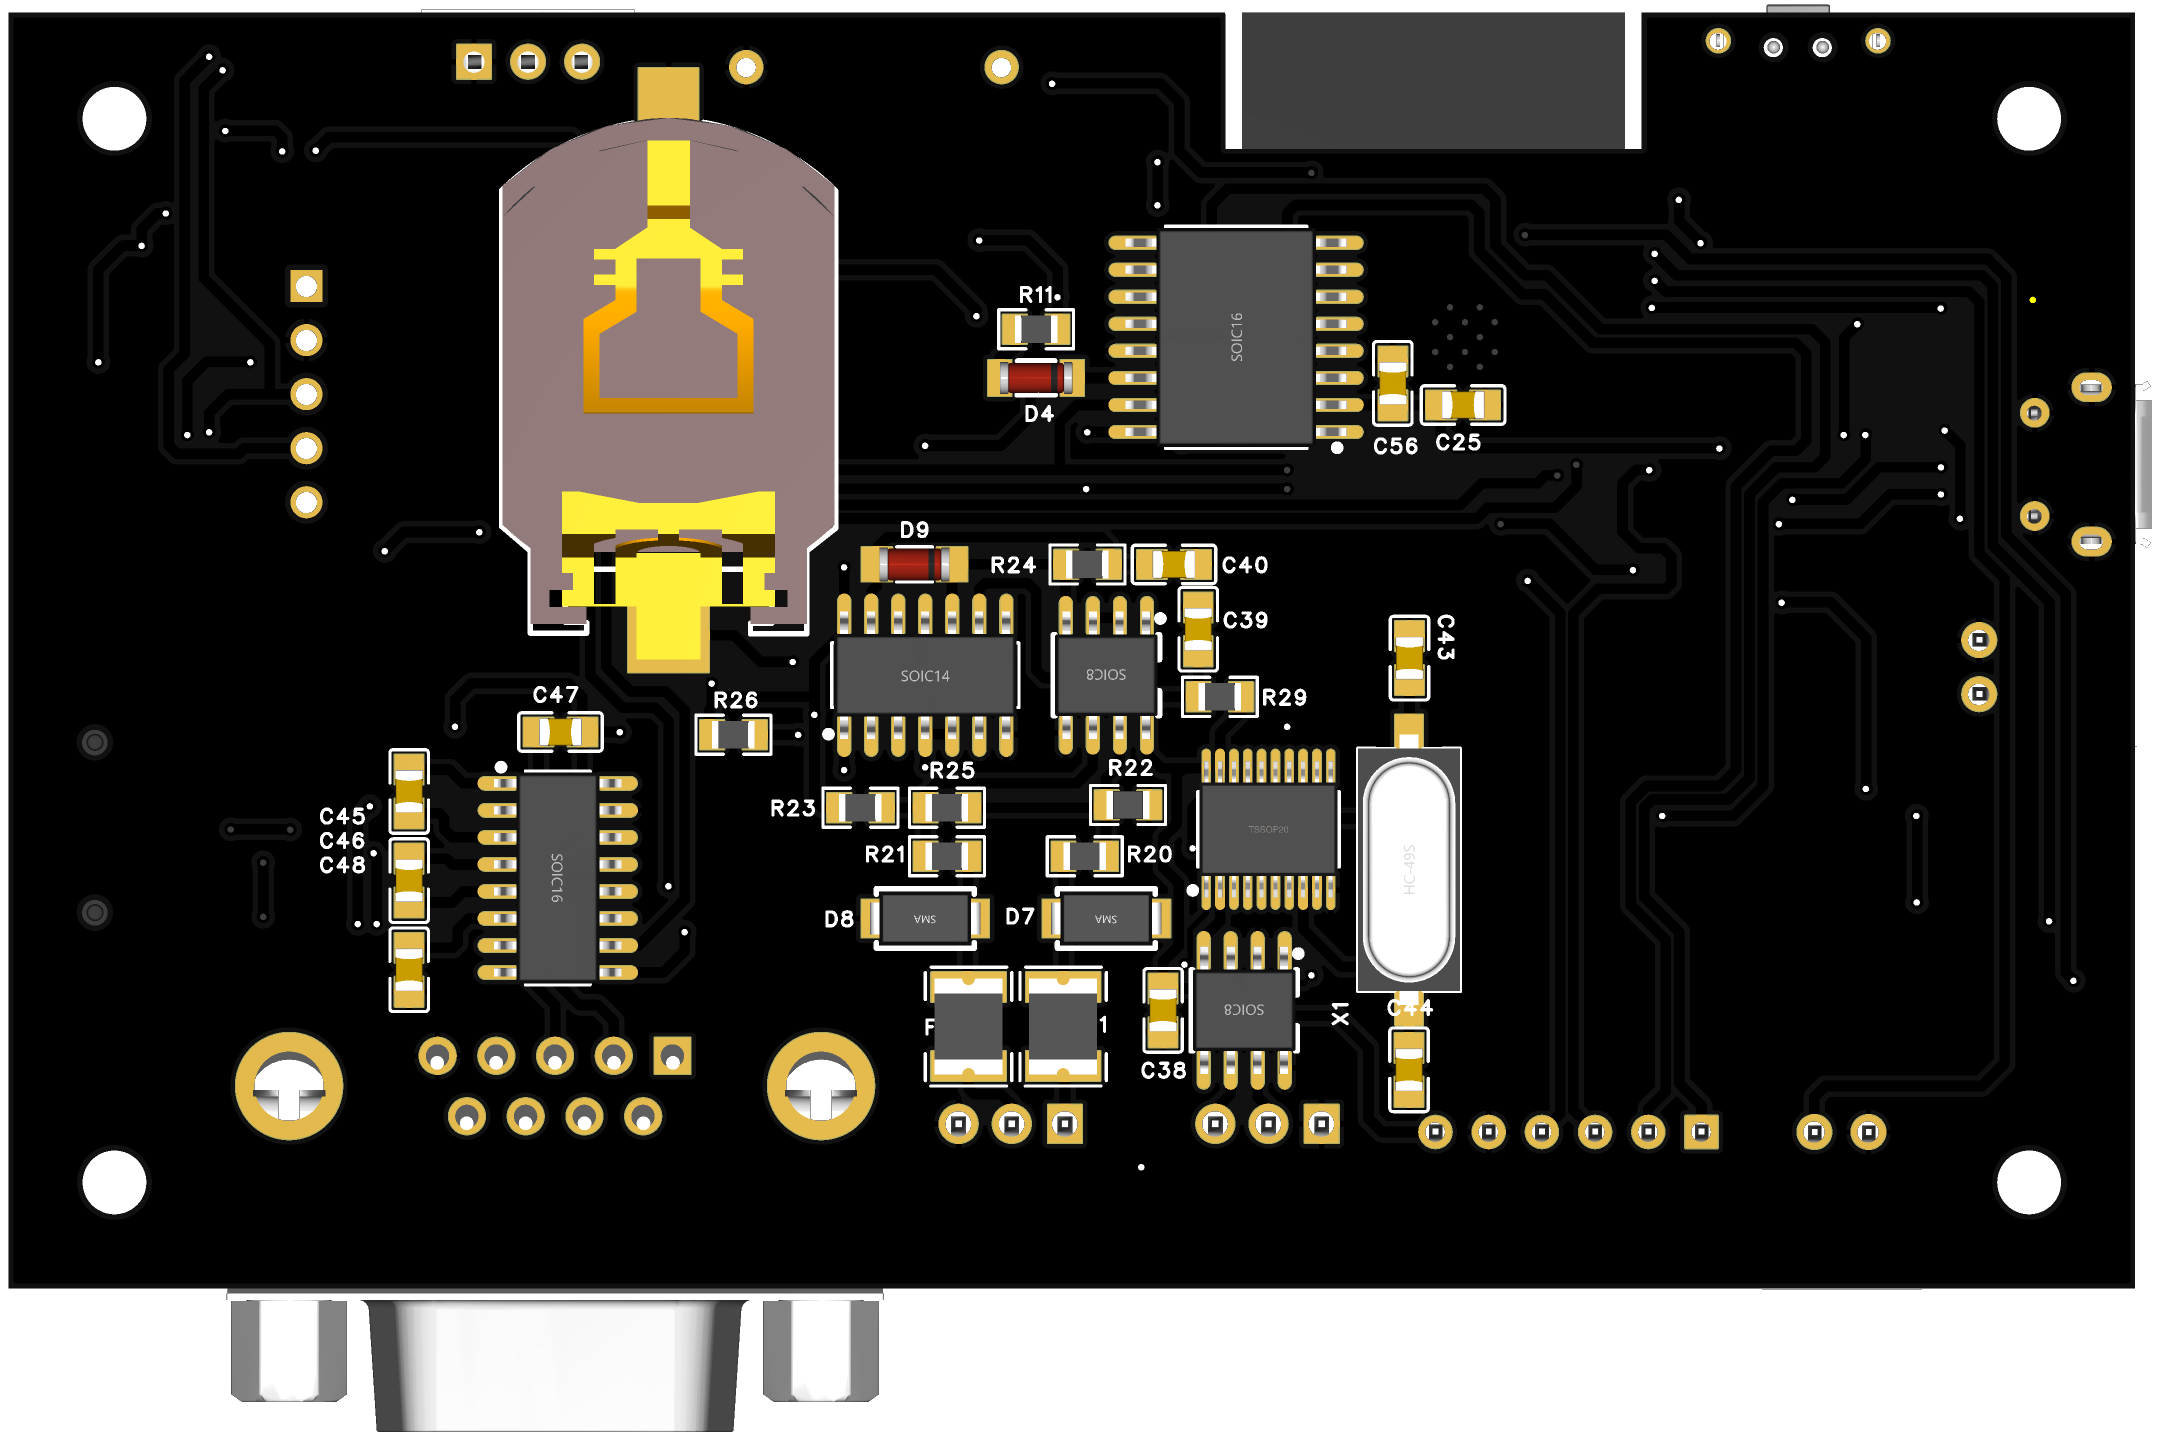 R11
SOIC16
D4
C56
C25
D9
R24
C40
C39
C43
SOIC14
SOIC8
C47
R26
R29
R25
R22
C45
C46
C48
R23
TSSOP20
R21
R20
SOIC16
HC-49S
D8
SMA
D7
SMA
F
1
SOIC8
X1
C44
C38